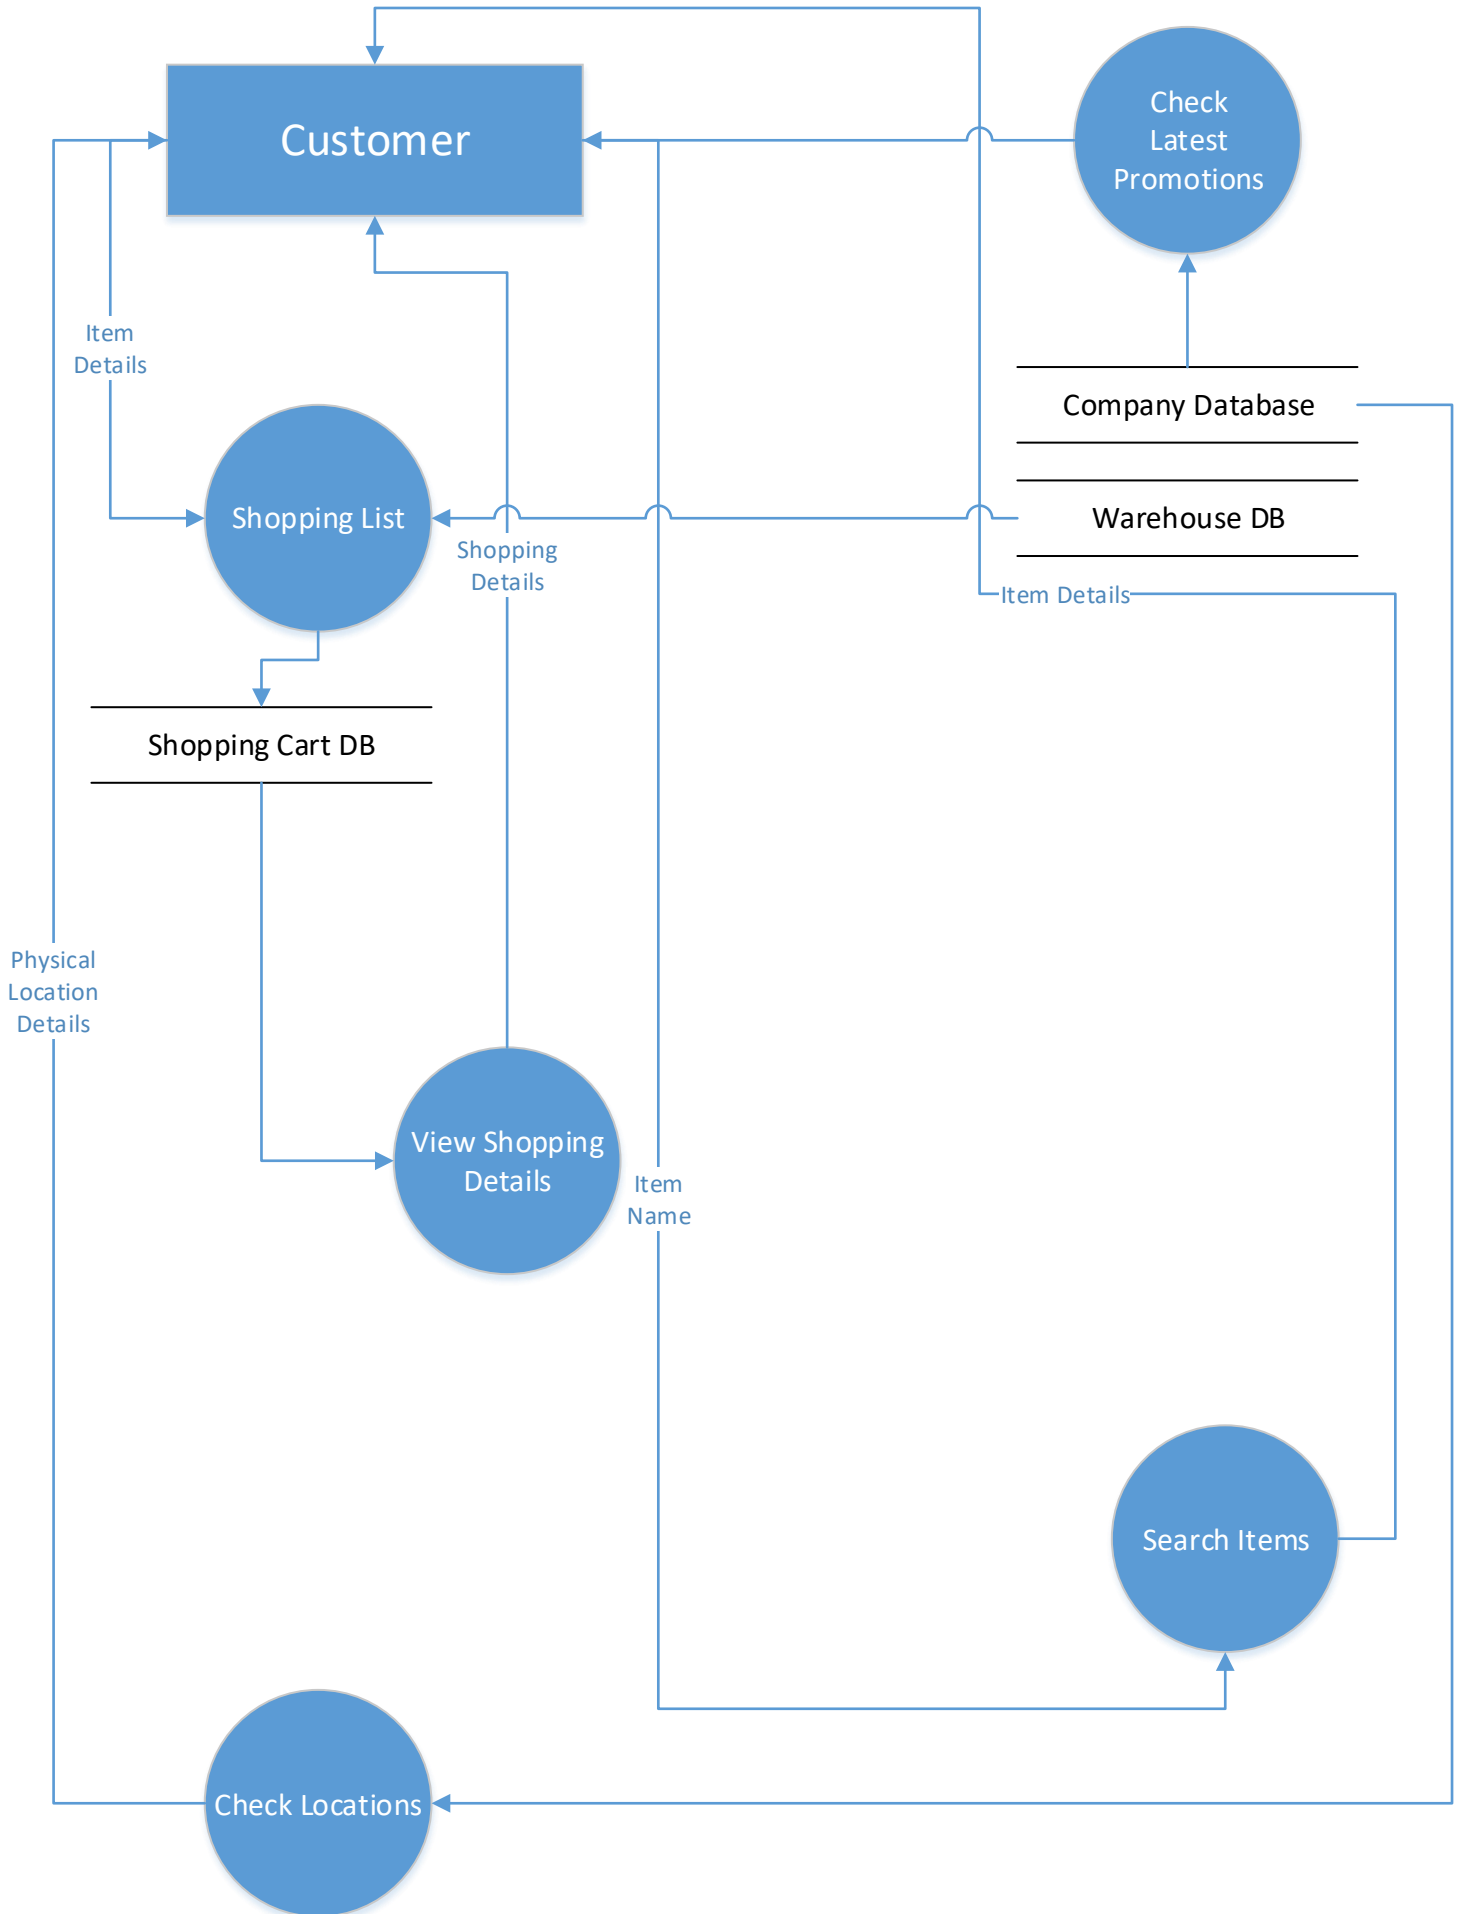 Check
Latest
Promotions
Customer
Item
Details
Company Database
Shopping List
Warehouse DB
Shopping
Details
Item Details
Shopping Cart DB
Physical
Location
Details
View Shopping
Details
Item
Name
Search Items
Check Locations